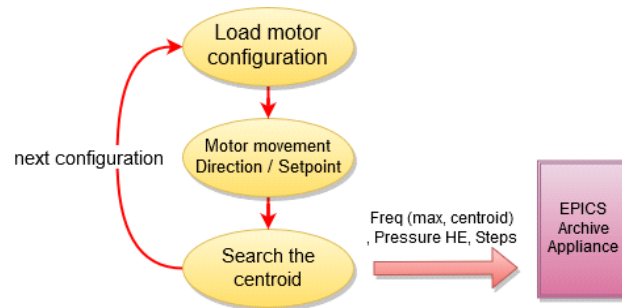 Load motor
configuration
Motor movement
Direction / Setpoint
next configuration
Search the
centroid
Freq (max, centroid)
, Pressure HE, Steps
EPICS
Archive
Appliance